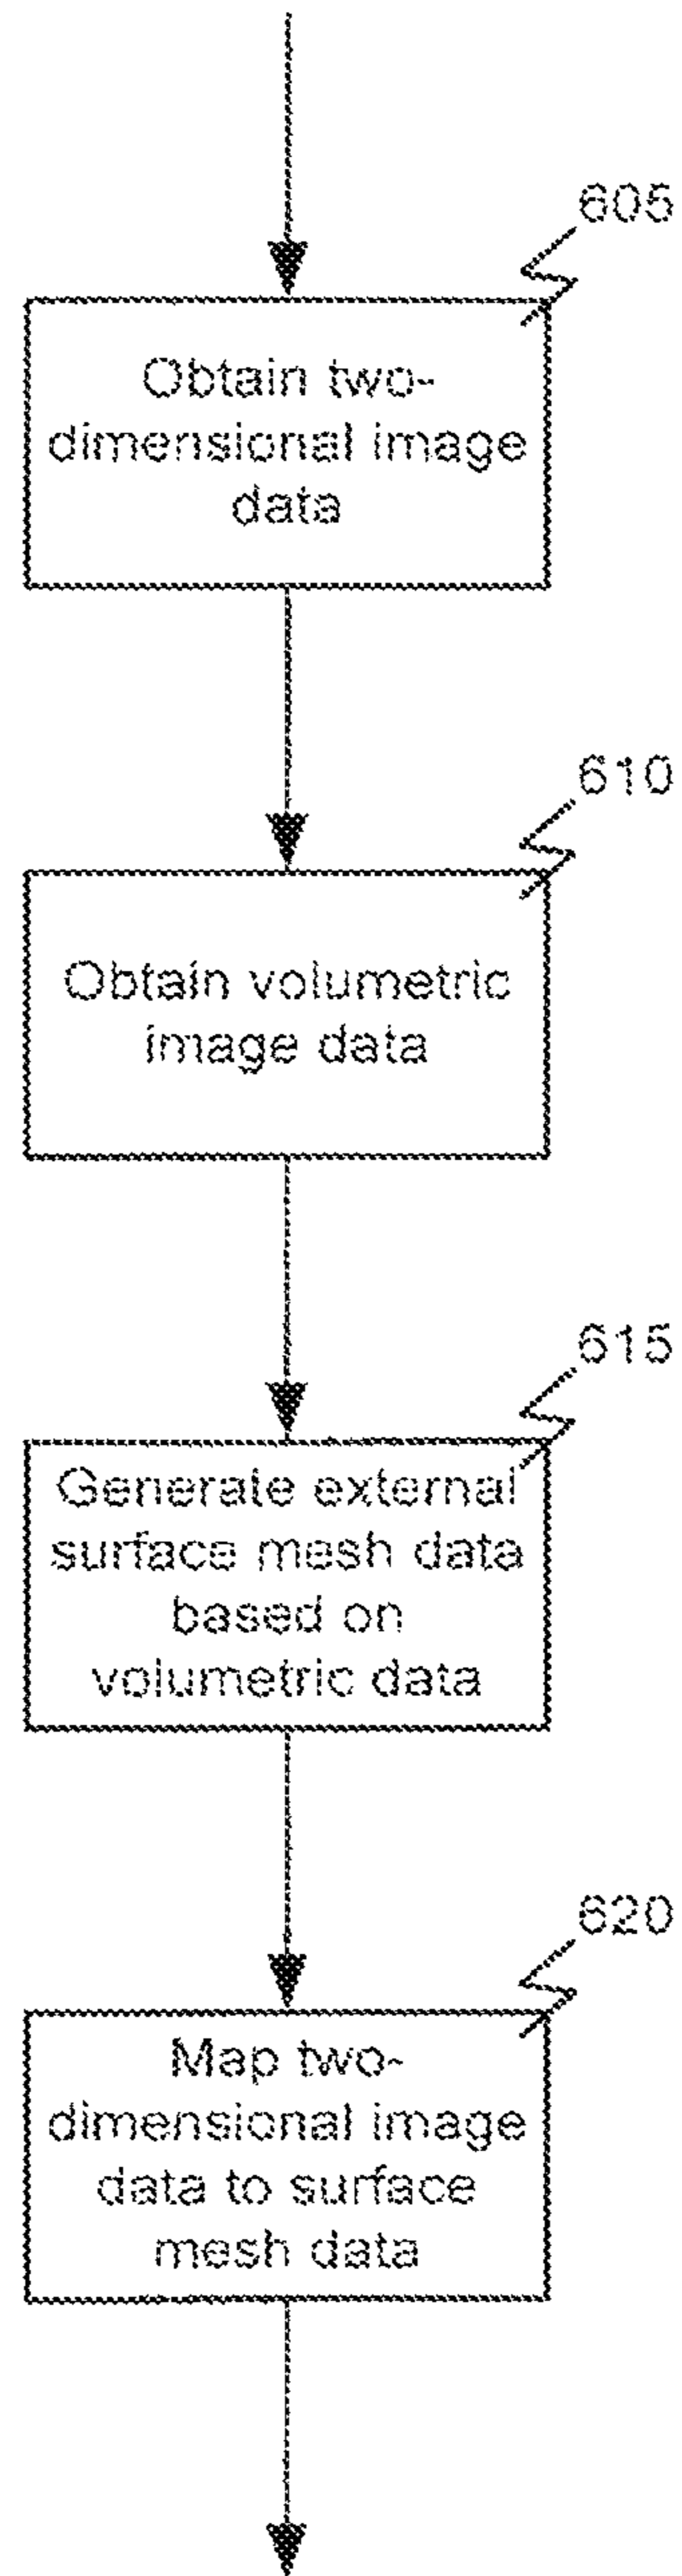 605
Obtain two-
dimensional image
data
610
Obtain volumetric
image data
615
Generate external
surface mesh data
based on
volumetric data
620
Map two-
dimensional image
data to surface
mesh data